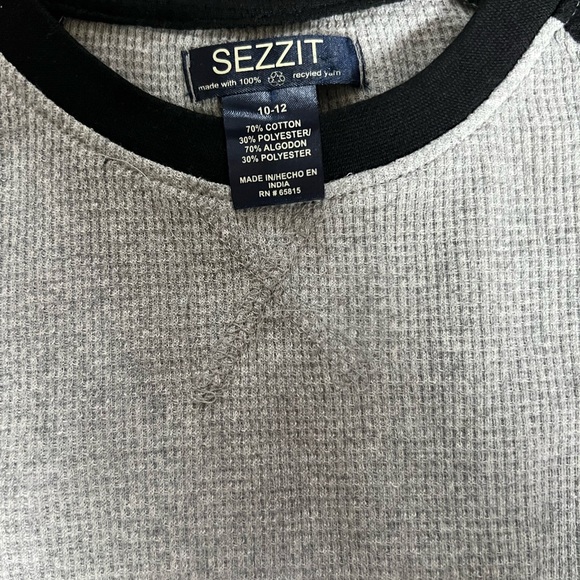 SEZZIT
made with 100% recyled yarn
10-12
70% COTTON
30% POLYESTER/
70% ALGODON
30% POLYESTER
MADE IN/HECHO EN
INDIA
RN # 65815